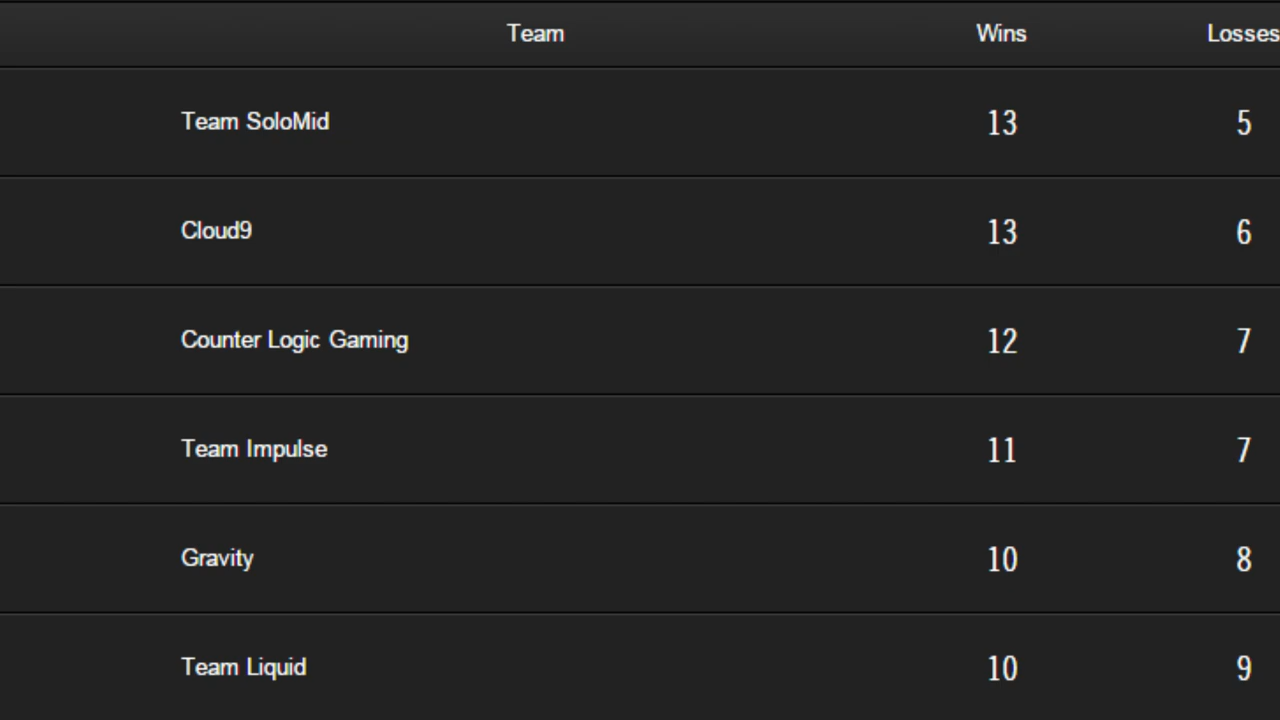 Team Wins Losses
Team SoloMid 13 5
Cloud9 13 6
Counter Logic Gaming 12 7
Team Impulse 11 7
Gravity 10 8
Team Liquid 10 9